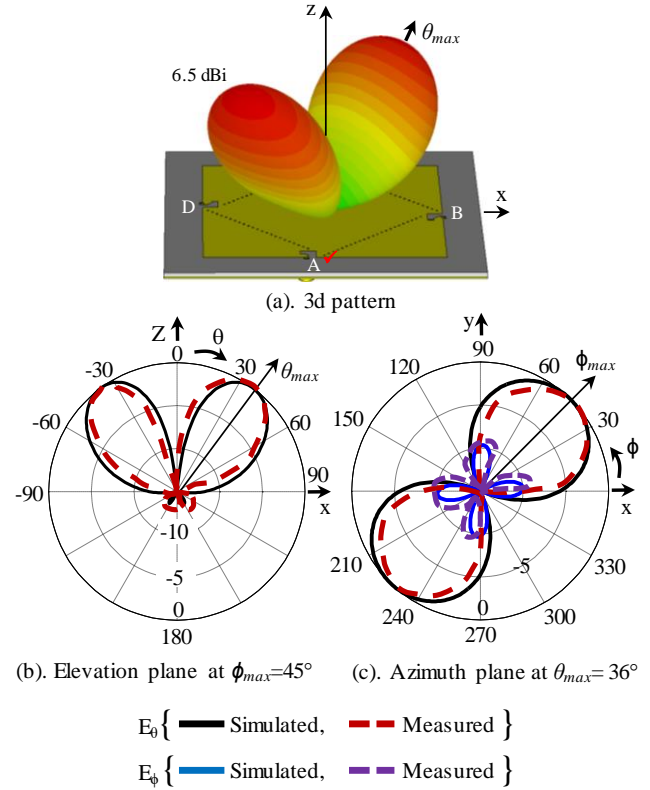 z
θmax
6.5 dBi
D
B
x
A
(a). 3d pattern
Z
θ
0
-30
30
θmax
-60
60
-90
90
x
-10
-5
0
180
y
90
120
60
ϕmax
150
30
ϕ
x
210
-5
330
240
0
300
270
(b). Elevation plane at ϕmax=45°
(c). Azimuth plane at θmax= 36°
Eθ { Simulated, Measured }
Eϕ { Simulated, Measured }